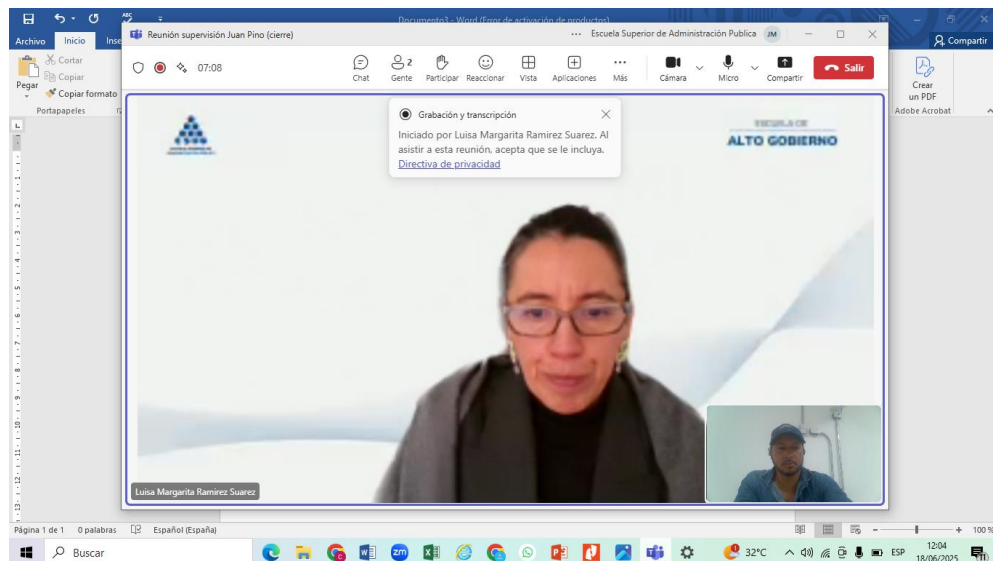 Documento3 - Word (Error de activación de productos)
Archivo
Inicio
Inse
Compartir
Cortar
Copiar
Copiar formato
Pegar
Portapapeles
Crear
un PDF
Adobe Acrobat
Reunión supervisión Juan Pino (cierre)
Escuela Superior de Administración Publica
JM
07:08
Chat
2
Gente
Participar
Reaccionar
Vista
Aplicaciones
Más
Cámara
Micro
Compartir
Salir
Grabación y transcripción
Iniciado por Luisa Margarita Ramirez Suarez. Al
asistir a esta reunión, acepta que se le incluya.
Directiva de privacidad
ESCUELA DE
ALTO GOBIERNO
Luisa Margarita Ramirez Suarez
Página 1 de 1
0 palabras
Español (España)
100 %
Buscar
32°C
ESP
12:04
18/06/2025